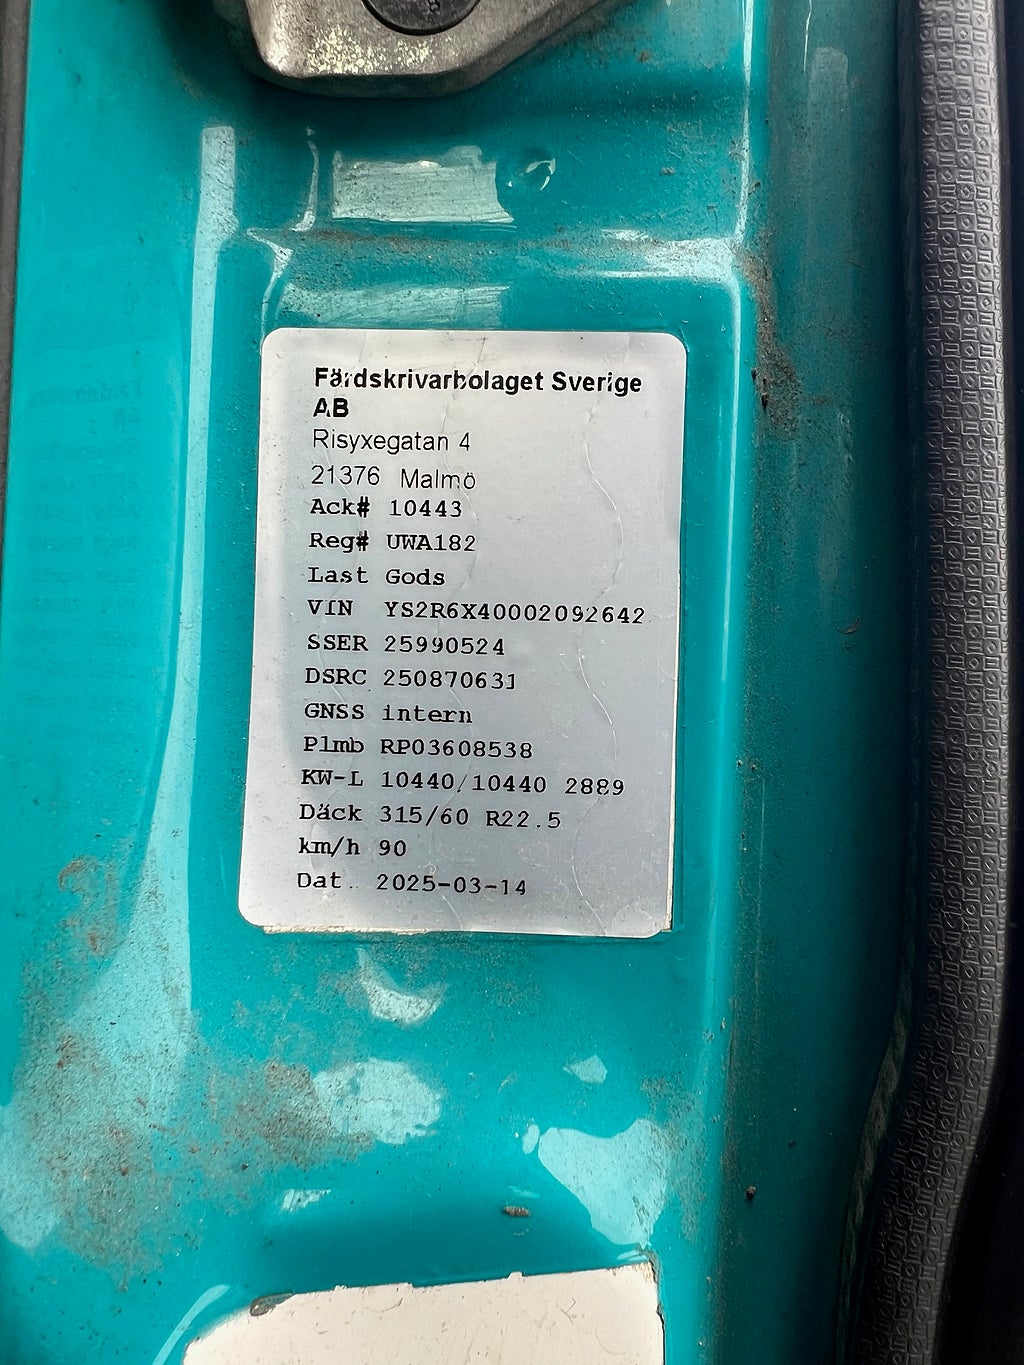 Färdskrivarbolaget Sverige
AB
Risyxegatan 4
21376 Malmö
Ack# 10443
Reg# UWA182
Last Gods
VIN YS2R6X40002092642
SSER 25990524
DSRC 250870631
GNSS intern
Plmb RP03608538
KW-L 10440/10440 2889
Däck 315/60 R22.5
km/h 90
Dat. 2025-03-14